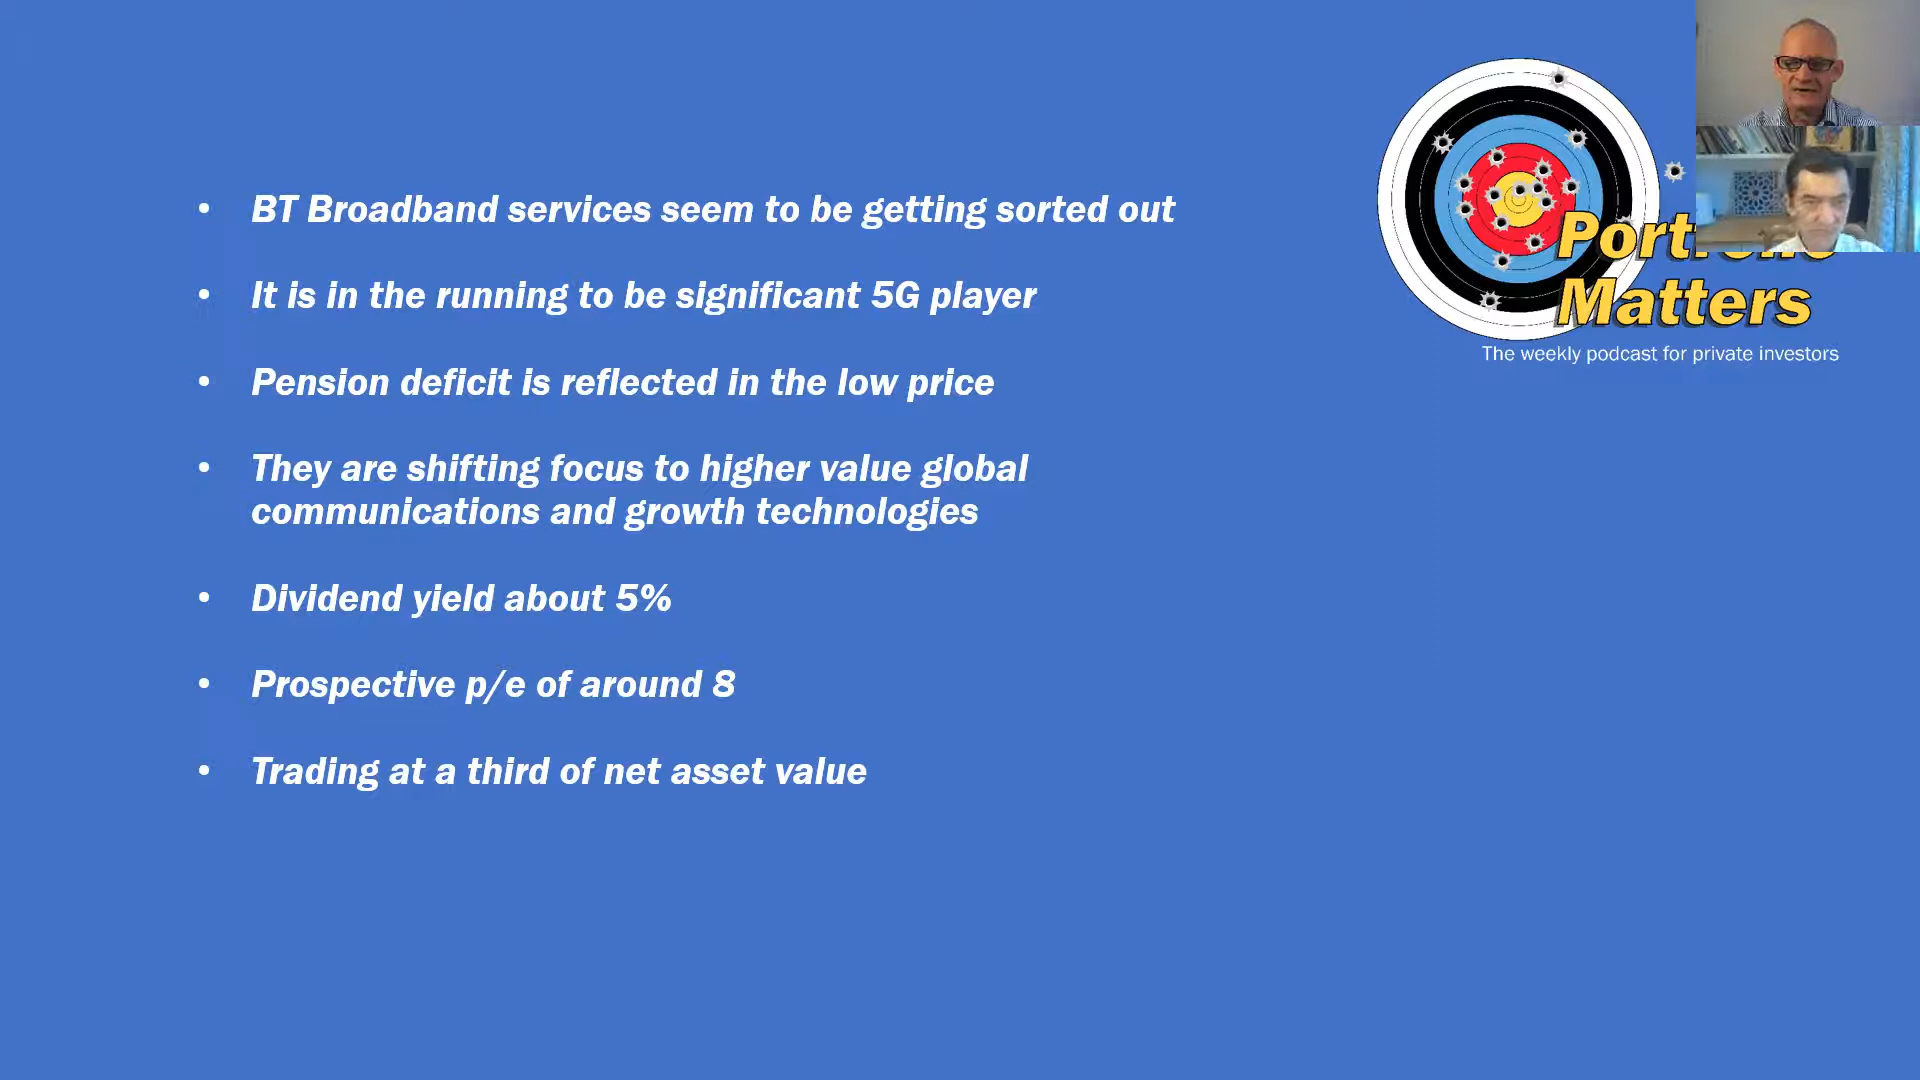 • BT Broadband services seem to be getting sorted out
• It is in the running to be significant 5G player
• Pension deficit is reflected in the low price
• They are shifting focus to higher value global
communications and growth technologies
• Dividend yield about 5%
• Prospective p/e of around 8
• Trading at a third of net asset value
Matters
The weekly podcast for private investors